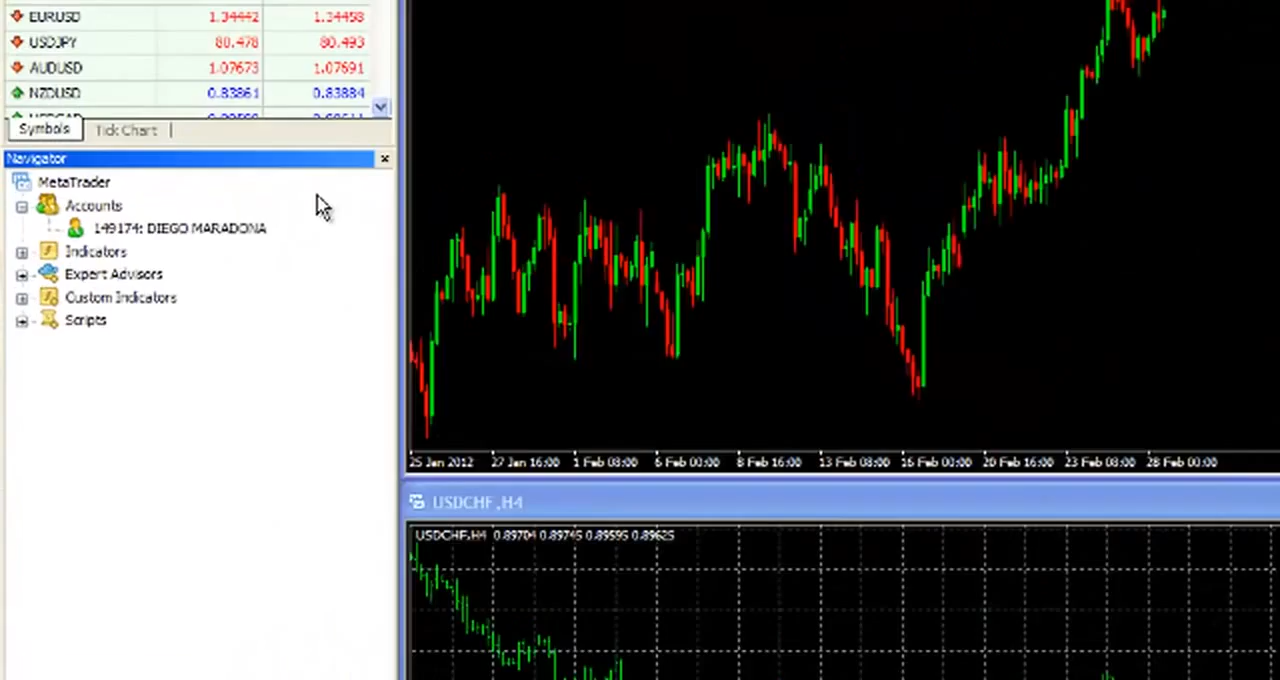 EURUSD 1.34442 1.34458
USDJPY 80.478 80.493
AUDUSD 1.07673 1.07691
NZDUSD 0.83861 0.83884
Symbols Tick Chart
Navigator
MetaTrader
Accounts
149174: DIEGO MARADONA
Indicators
Expert Advisors
Custom Indicators
Scripts
25 Jan 2012 27 Jan 16:00 1 Feb 08:00 6 Feb 00:00 8 Feb 16:00 13 Feb 08:00 16 Feb 00:00 20 Feb 16:00 23 Feb 08:00 28 Feb 00:00
USDCHF,H4
USDCHF,H4 0.89704 0.89745 0.89595 0.89625